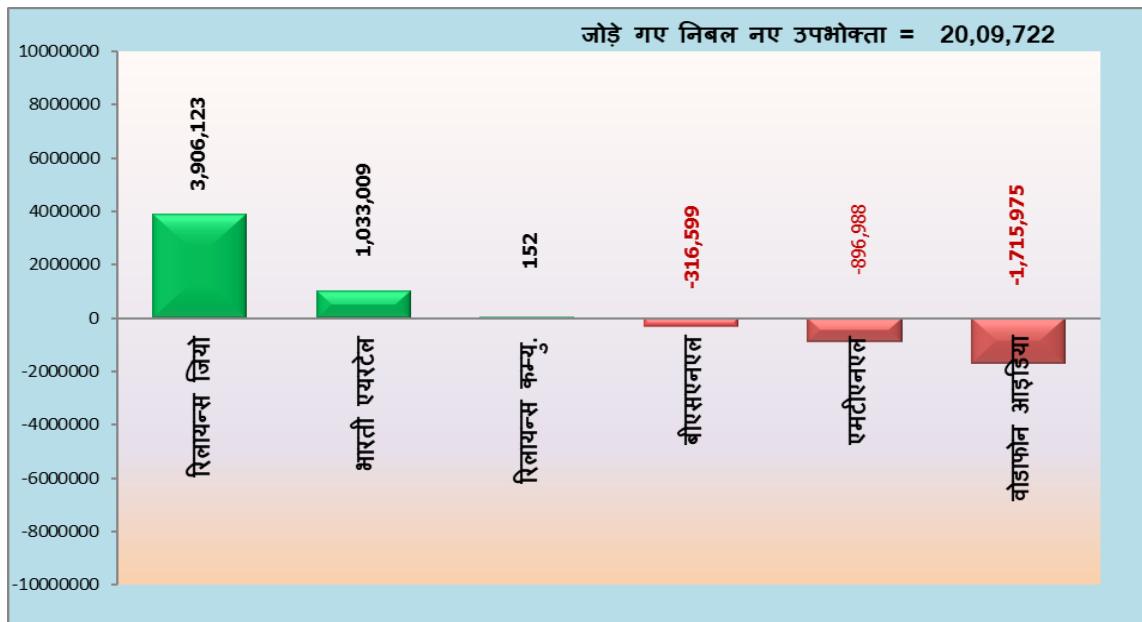 जोड़े गए निबल नए उपभोक्ता = 20,09,722
10000000
8000000
6000000
4000000
2000000
0
-2000000
-4000000
-6000000
-8000000
-10000000
3,906,123
1,033,009
152
-316,599
-896,988
-1,715,975
रिलायन्स जियो
भारती एयरटेल
रिलायन्स कम्यु.
बीएसएनएल
एमटीएनएल
वोडाफोन आइडिया